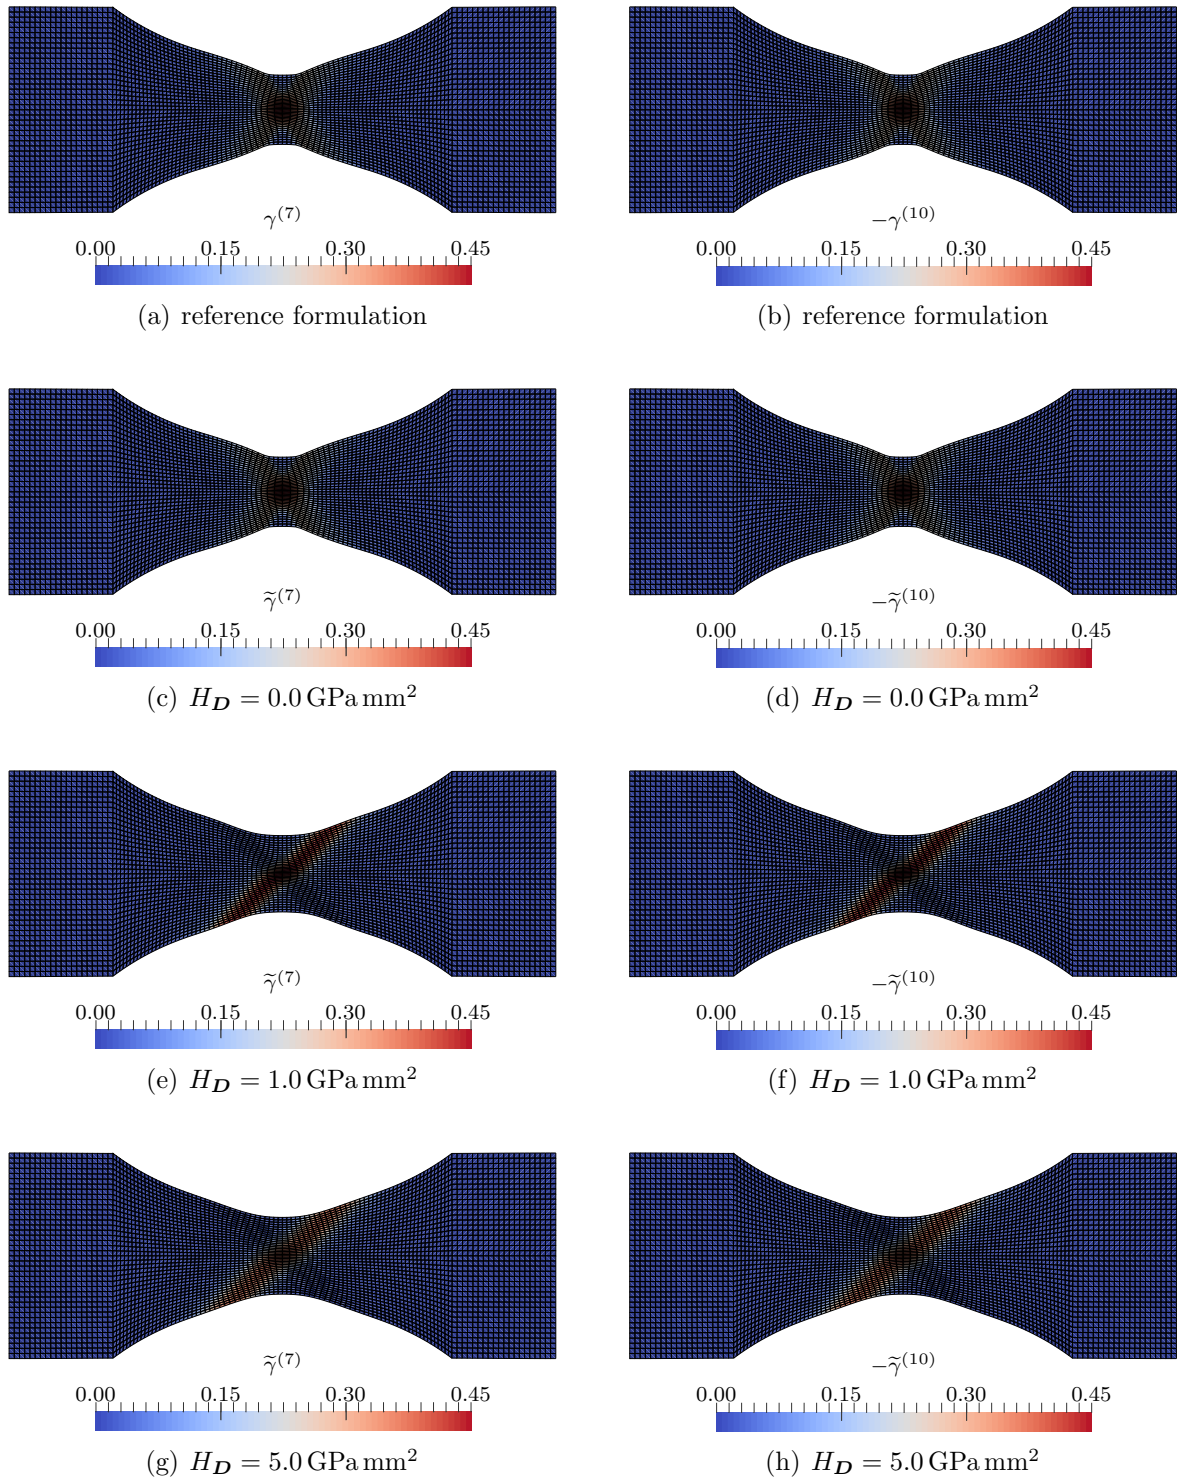 γ^(7) −γ^(10)
0.00 0.15 0.30 0.45 0.00 0.15 0.30 0.45
(a) reference formulation (b) reference formulation
γ̃^(7) −γ̃^(10)
0.00 0.15 0.30 0.45 0.00 0.15 0.30 0.45
(c) H_D = 0.0 GPa mm² (d) H_D = 0.0 GPa mm²
γ̃^(7) −γ̃^(10)
0.00 0.15 0.30 0.45 0.00 0.15 0.30 0.45
(e) H_D = 1.0 GPa mm² (f) H_D = 1.0 GPa mm²
γ̃^(7) −γ̃^(10)
0.00 0.15 0.30 0.45 0.00 0.15 0.30 0.45
(g) H_D = 5.0 GPa mm² (h) H_D = 5.0 GPa mm²